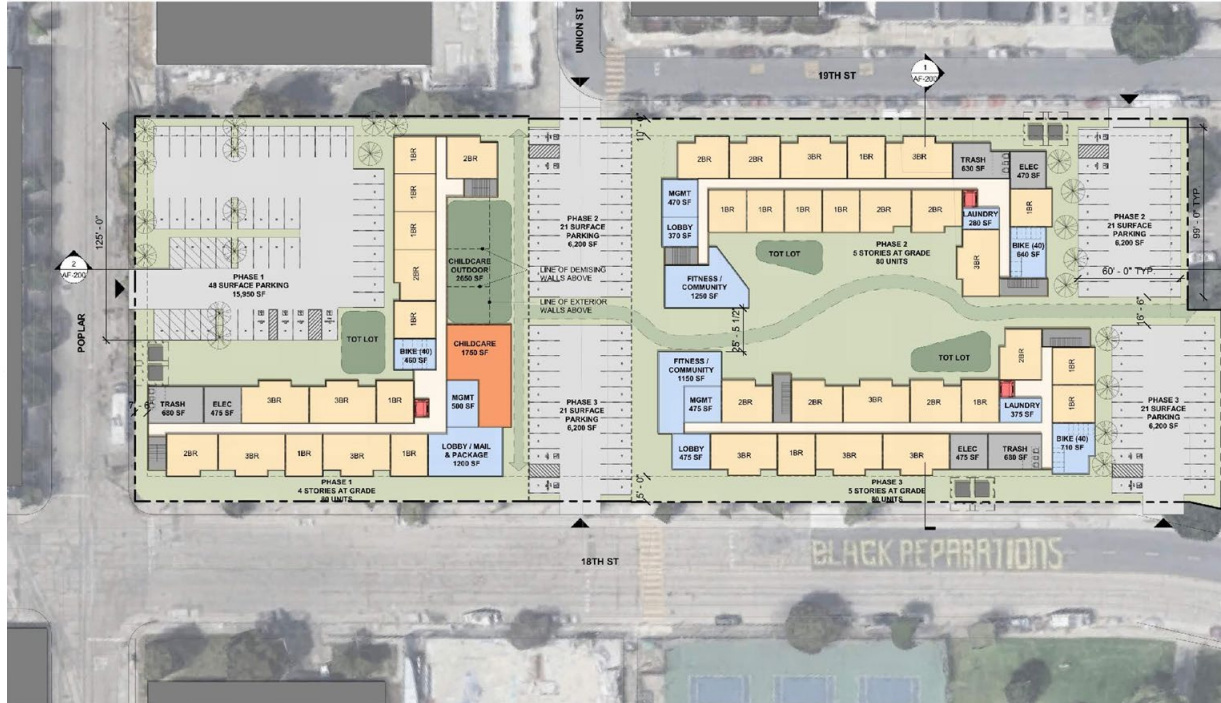 UNION ST
19TH ST
1
AF-200
10' - 0"
125' - 0"
2
AF-200
POPLAR
PHASE 1
48 SURFACE PARKING
15,950 SF
1BR
1BR
1BR
2BR
1BR
2BR
CHILDCARE
OUTDOOR
2650 SF
LINE OF DEMISING
WALLS ABOVE
LINE OF EXTERIOR
WALLS ABOVE
TOT LOT
BIKE (40)
460 SF
CHILDCARE
1750 SF
MGMT
500 SF
TRASH
680 SF
ELEC
475 SF
3BR
3BR
1BR
2BR
3BR
1BR
3BR
1BR
LOBBY / MAIL
& PACKAGE
1200 SF
PHASE 1
4 STORIES AT GRADE
80 UNITS
PHASE 2
21 SURFACE
PARKING
6,200 SF
PHASE 3
21 SURFACE
PARKING
6,200 SF
2BR
2BR
3BR
1BR
3BR
TRASH
630 SF
ELEC
470 SF
MGMT
470 SF
LOBBY
370 SF
1BR
1BR
1BR
1BR
2BR
2BR
LAUNDRY
280 SF
1BR
BIKE (40)
640 SF
3BR
FITNESS /
COMMUNITY
1250 SF
TOT LOT
PHASE 2
5 STORIES AT GRADE
80 UNITS
PHASE 2
21 SURFACE
PARKING
6,200 SF
99' - 0" TYP.
60' - 0" TYP.
16' - 6"
25' - 5 1/2"
TOT LOT
FITNESS /
COMMUNITY
1150 SF
MGMT
475 SF
2BR
2BR
3BR
2BR
1BR
2BR
1BR
1BR
LAUNDRY
375 SF
LOBBY
475 SF
3BR
1BR
3BR
3BR
ELEC
475 SF
TRASH
680 SF
BIKE (40)
710 SF
PHASE 3
21 SURFACE
PARKING
6,200 SF
PHASE 3
5 STORIES AT GRADE
80 UNITS
18TH ST
BLACK REPARATIONS